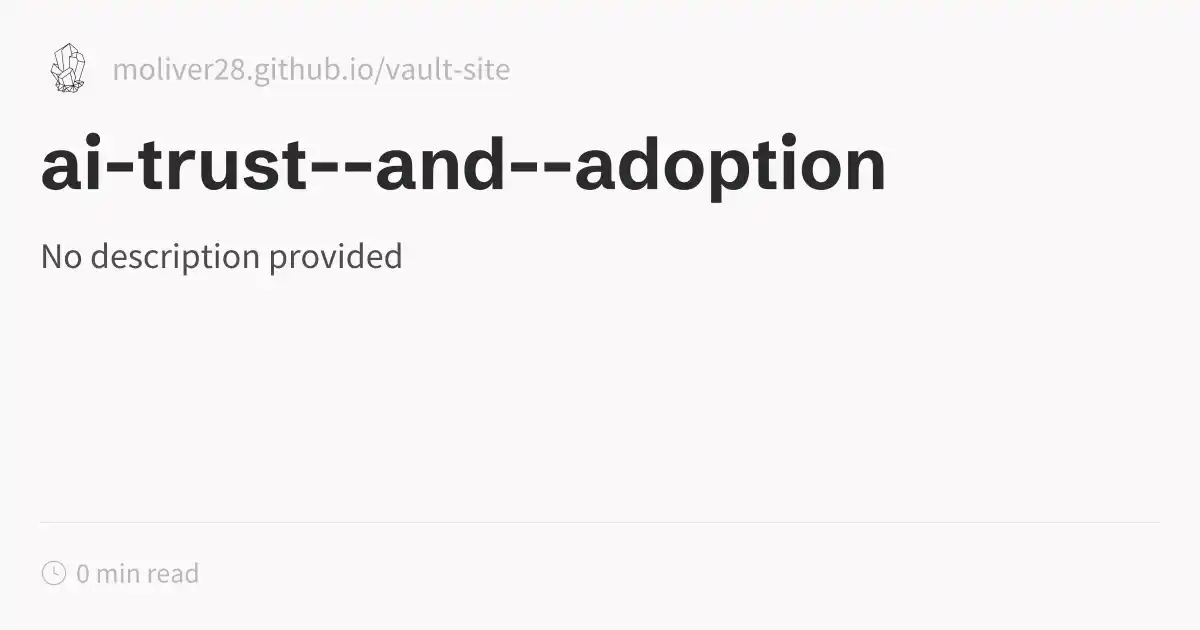 moliver28.github.io/vault-site
ai-trust--and--adoption
No description provided
0 min read